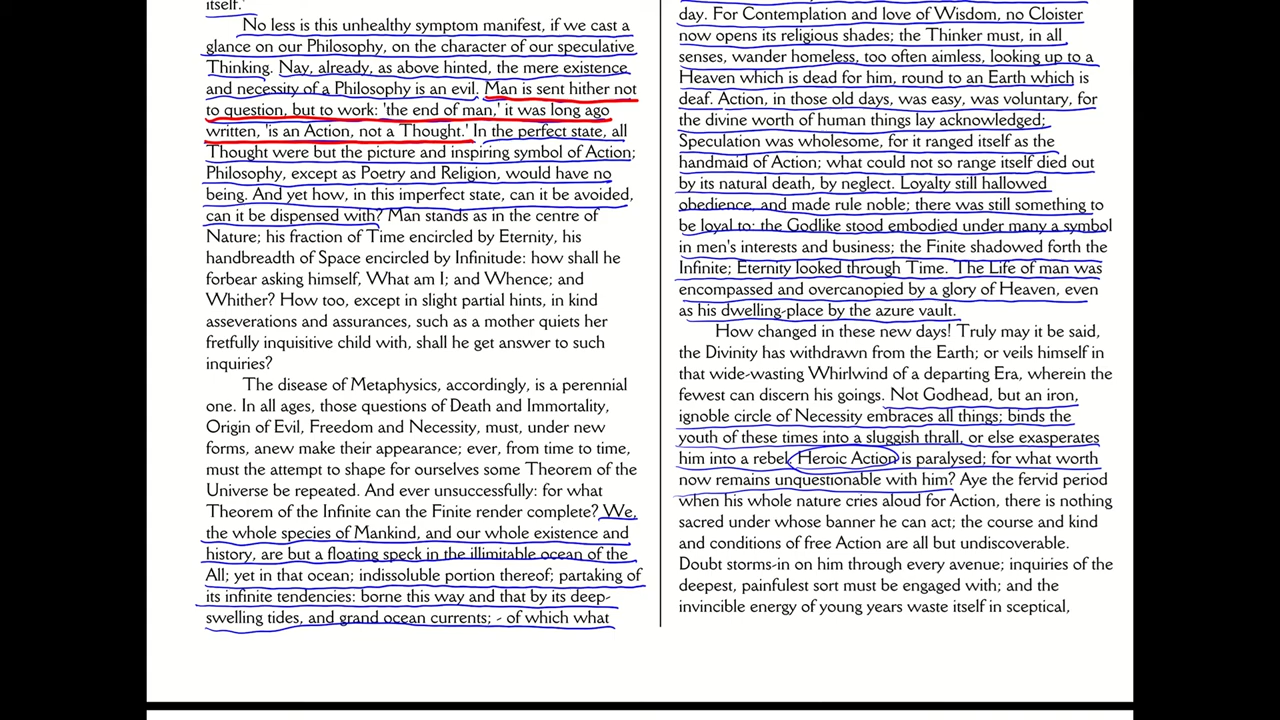 itself.'
No less is this unhealthy symptom manifest, if we cast a
glance on our Philosophy, on the character of our speculative
Thinking. Nay, already, as above hinted, the mere existence
and necessity of a Philosophy is an evil. Man is sent hither not
to question, but to work: 'the end of man,' it was long ago
written, 'is an Action, not a Thought.' In the perfect state, all
Thought were but the picture and inspiring symbol of Action;
Philosophy, except as Poetry and Religion, would have no
being. And yet how, in this imperfect state, can it be avoided,
can it be dispensed with? Man stands as in the centre of
Nature; his fraction of Time encircled by Eternity, his
handbreadth of Space encircled by Infinitude: how shall he
forbear asking himself, What am I; and Whence; and
Whither? How too, except in slight partial hints, in kind
asseverations and assurances, such as a mother quiets her
fretfully inquisitive child with, shall he get answer to such
inquiries?
The disease of Metaphysics, accordingly, is a perennial
one. In all ages, those questions of Death and Immortality,
Origin of Evil, Freedom and Necessity, must, under new
forms, anew make their appearance; ever, from time to time,
must the attempt to shape for ourselves some Theorem of the
Universe be repeated. And ever unsuccessfully: for what
Theorem of the Infinite can the Finite render complete? We,
the whole species of Mankind, and our whole existence and
history, are but a floating speck in the illimitable ocean of the
All; yet in that ocean; indissoluble portion thereof; partaking of
its infinite tendencies: borne this way and that by its deep-
swelling tides, and grand ocean currents; - of which what
day. For Contemplation and love of Wisdom, no Cloister
now opens its religious shades; the Thinker must, in all
senses, wander homeless, too often aimless, looking up to a
Heaven which is dead for him, round to an Earth which is
deaf. Action, in those old days, was easy, was voluntary, for
the divine worth of human things lay acknowledged;
Speculation was wholesome, for it ranged itself as the
handmaid of Action; what could not so range itself died out
by its natural death, by neglect. Loyalty still hallowed
obedience, and made rule noble; there was still something to
be loyal to: the Godlike stood embodied under many a symbol
in men's interests and business; the Finite shadowed forth the
Infinite; Eternity looked through Time. The Life of man was
encompassed and overcanopied by a glory of Heaven, even
as his dwelling-place by the azure vault.
How changed in these new days! Truly may it be said,
the Divinity has withdrawn from the Earth; or veils himself in
that wide-wasting Whirlwind of a departing Era, wherein the
fewest can discern his goings. Not Godhead, but an iron,
ignoble circle of Necessity embraces all things; binds the
youth of these times into a sluggish thrall, or else exasperates
him into a rebel. Heroic Action is paralysed; for what worth
now remains unquestionable with him? Aye the fervid period
when his whole nature cries aloud for Action, there is nothing
sacred under whose banner he can act; the course and kind
and conditions of free Action are all but undiscoverable.
Doubt storms-in on him through every avenue; inquiries of the
deepest, painfulest sort must be engaged with; and the
invincible energy of young years waste itself in sceptical,